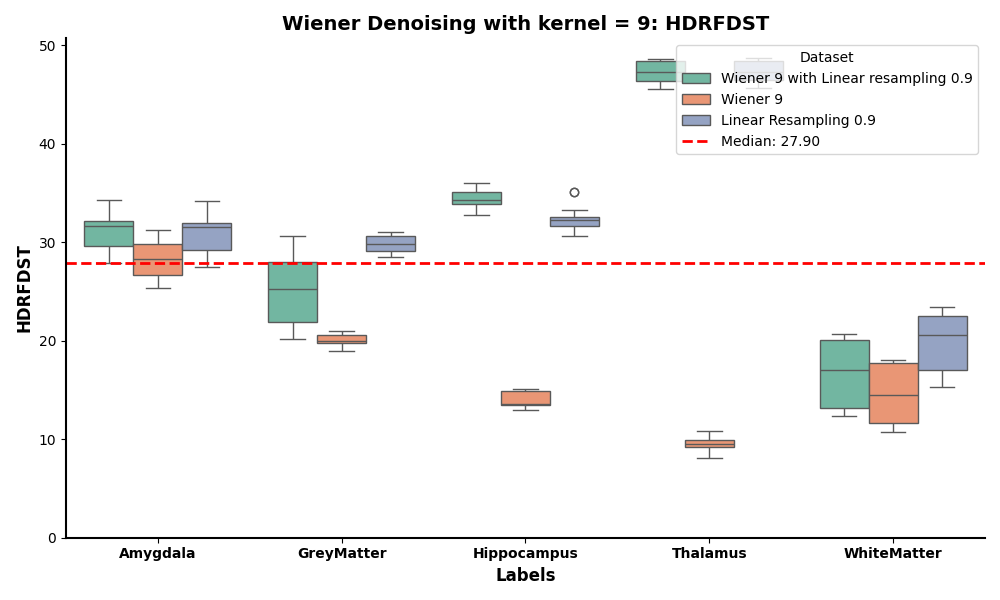 Wiener Denoising with kernel = 9: HDRFDST
Dataset
Wiener 9 with Linear resampling 0.9
Wiener 9
Linear Resampling 0.9
Median: 27.90
HDRFDST
50
40
30
20
10
0
Amygdala GreyMatter Hippocampus Thalamus WhiteMatter
Labels